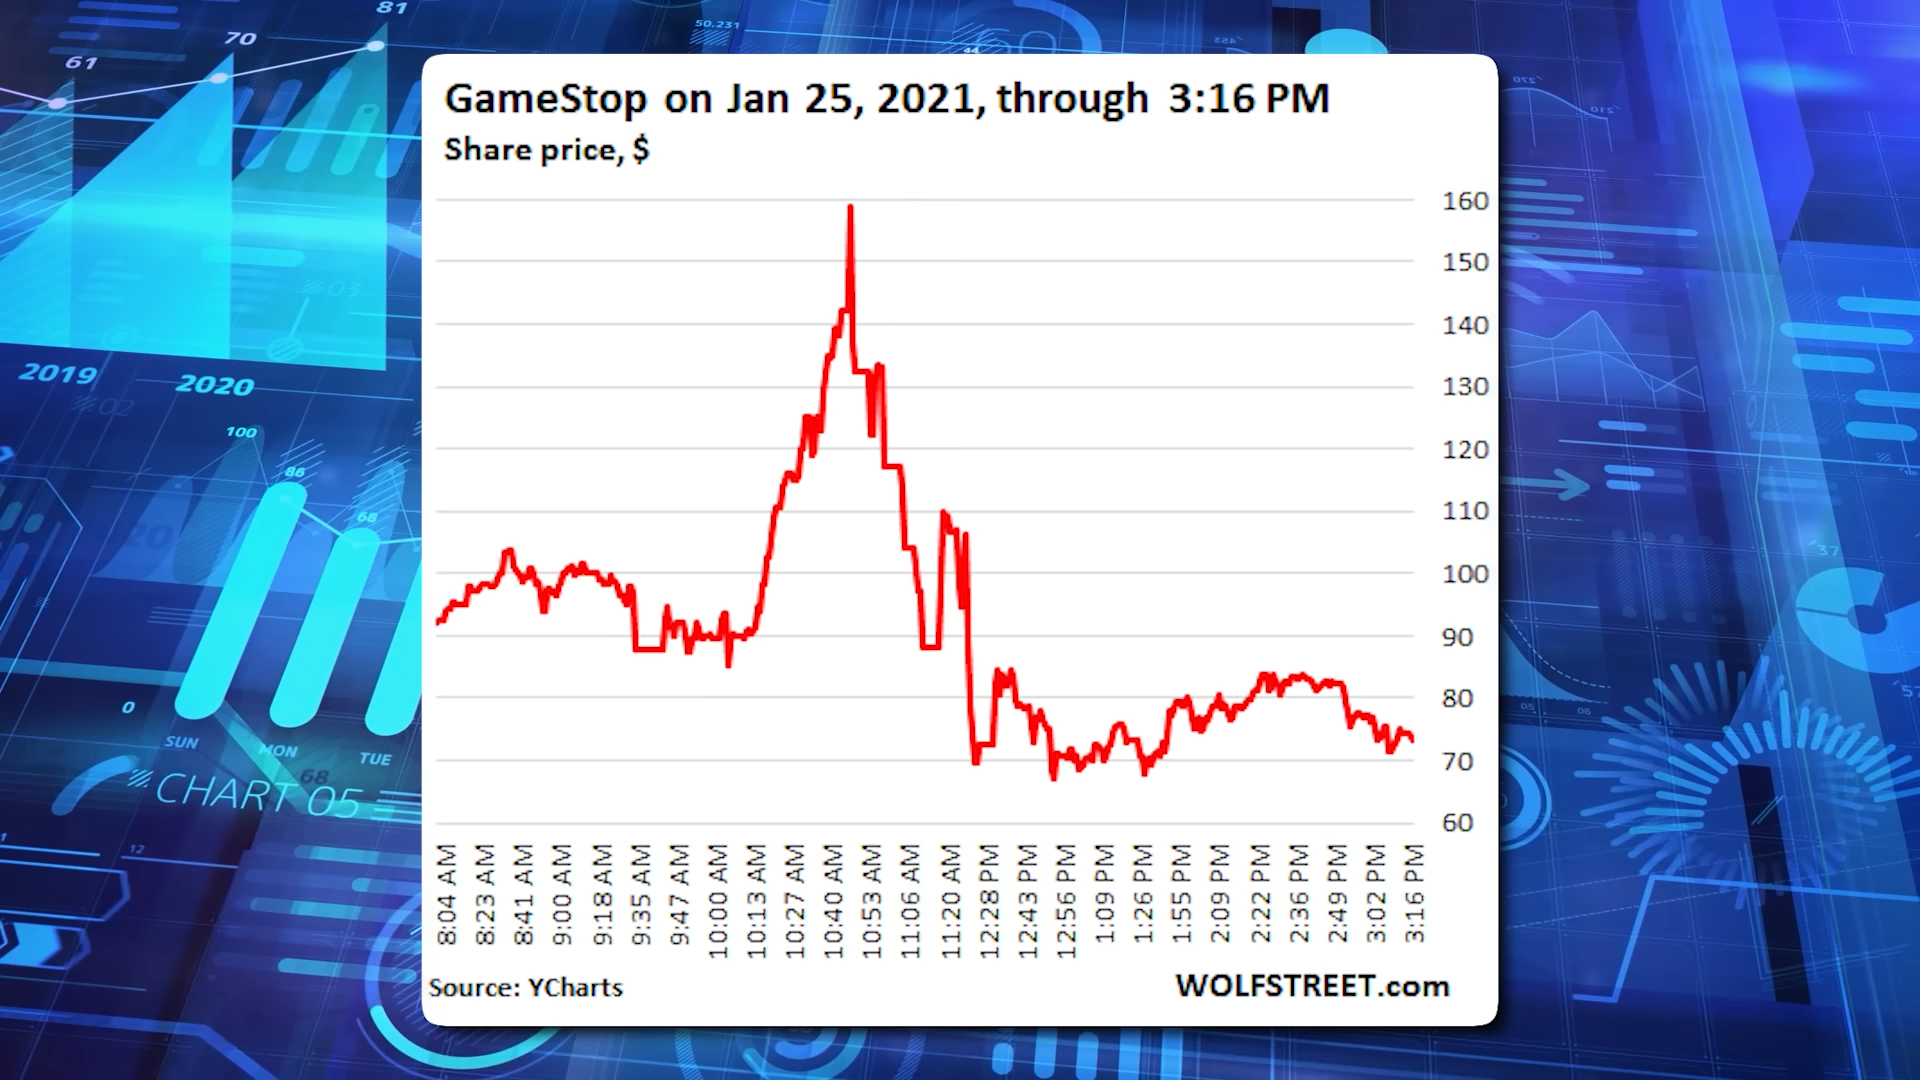 61
70
81
50.231
44
2019
2020
100
86
68
0
SUN
MON
TUE
68
CHART 05
12
GameStop on Jan 25, 2021, through 3:16 PM
Share price, $
160
150
140
130
120
110
100
90
80
70
60
8:04 AM
8:23 AM
8:41 AM
9:00 AM
9:18 AM
9:35 AM
9:47 AM
10:00 AM
10:13 AM
10:27 AM
10:40 AM
10:53 AM
11:06 AM
11:20 AM
12:28 PM
12:43 PM
12:56 PM
1:09 PM
1:26 PM
1:55 PM
2:09 PM
2:22 PM
2:36 PM
2:49 PM
3:02 PM
3:16 PM
Source: YCharts
WOLFSTREET.com